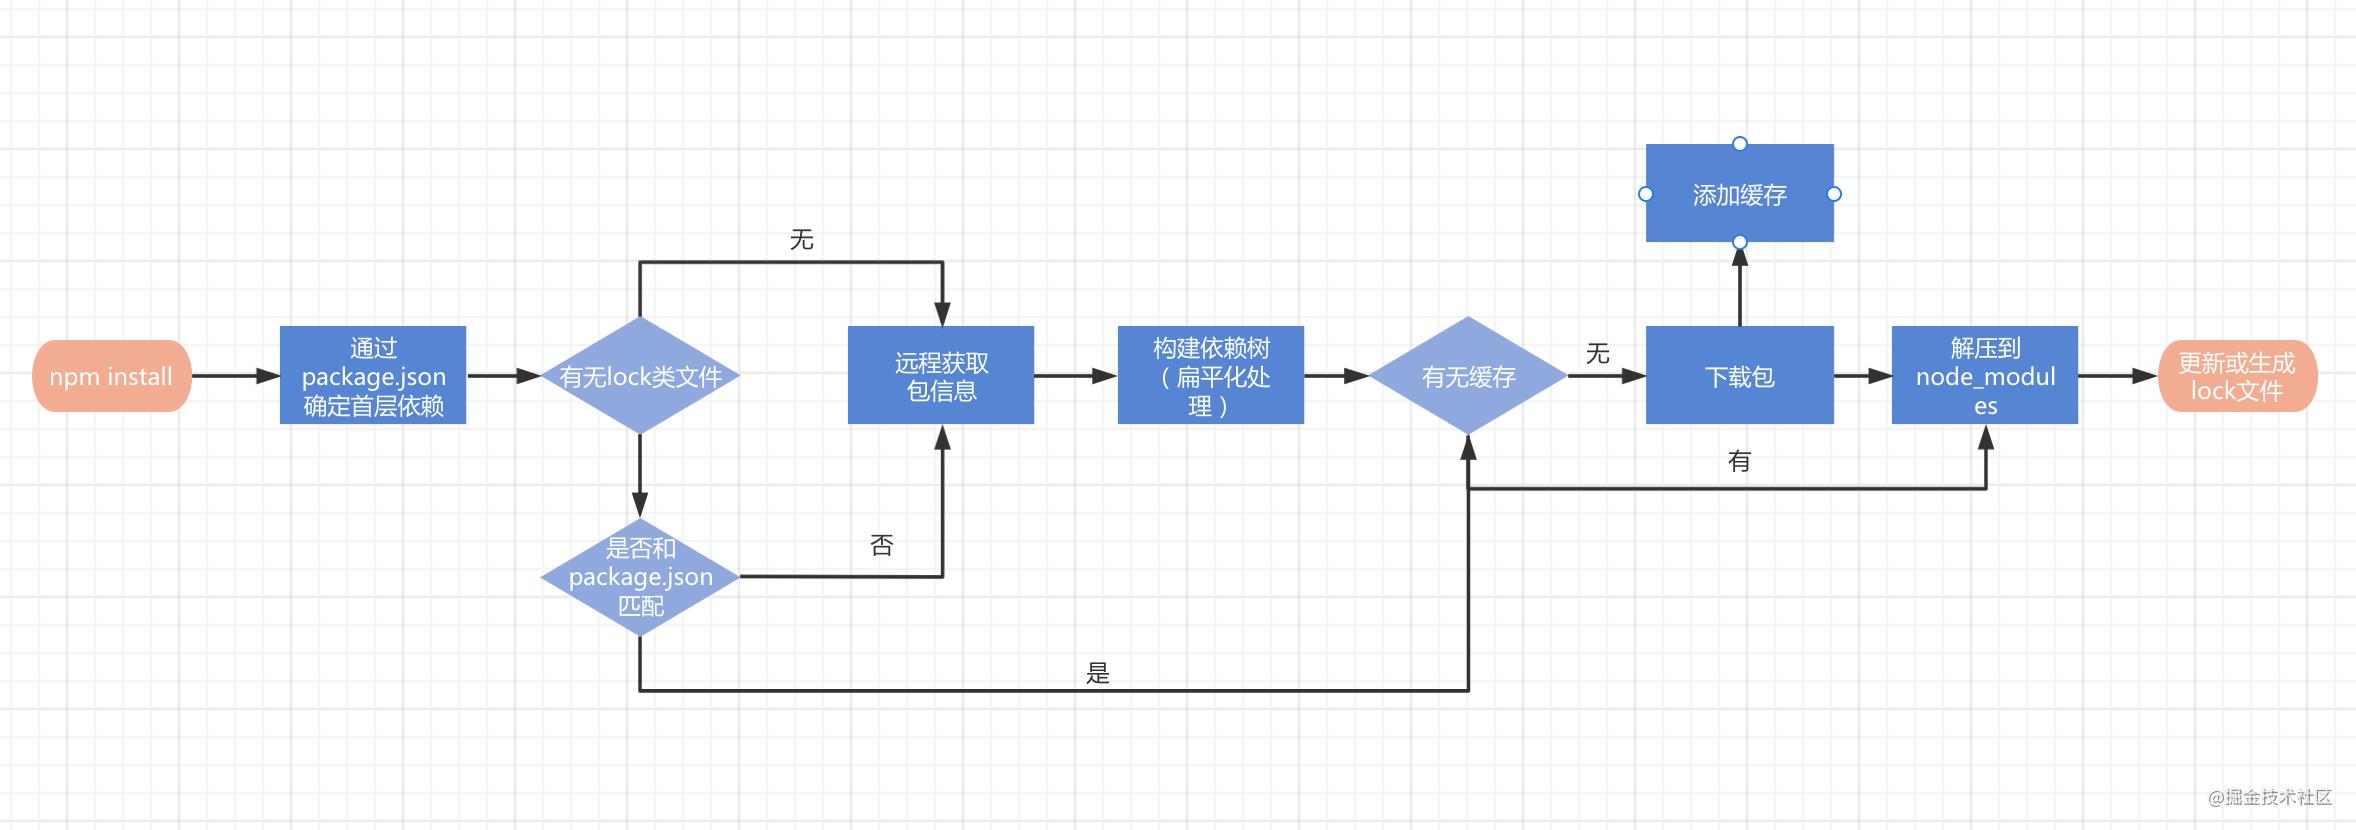 添加缓存
无
npm install
通过
package.json
确定首层依赖
有无lock类文件
远程获取
包信息
构建依赖树
（扁平化处
理）
有无缓存
无
下载包
解压到
node_modul
es
更新或生成
lock文件
有
是否和
package.json
匹配
否
是
@掘金技术社区